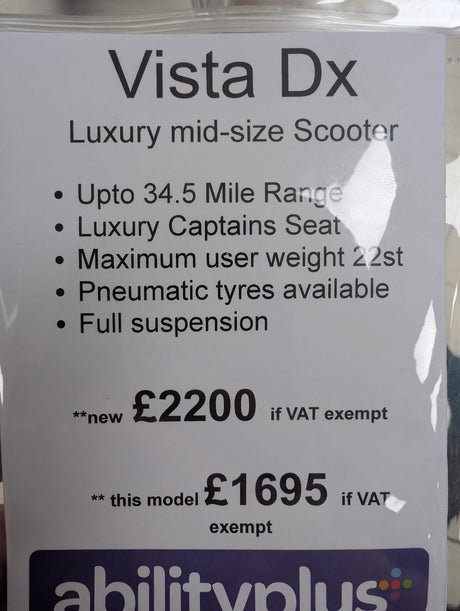 Vista Dx
Luxury mid-size Scooter
• Upto 34.5 Mile Range
• Luxury Captains Seat
• Maximum user weight 22st
• Pneumatic tyres available
• Full suspension
**new £2200 if VAT exempt
** this model £1695 if VAT
exempt
abilityplus